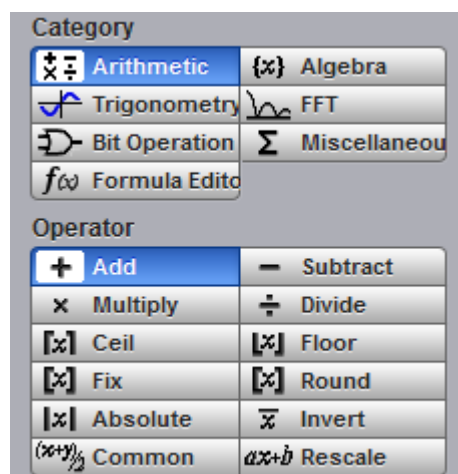 Category
Arithmetic {x} Algebra
Trigonometry FFT
Bit Operation Σ Miscellaneou
f(x) Formula Edito
Operator
+ Add − Subtract
× Multiply ÷ Divide
⌈x⌉ Ceil ⌊x⌋ Floor
[x] Fix [x] Round
|x| Absolute x̅ Invert
(x+y)/2 Common ax+b Rescale